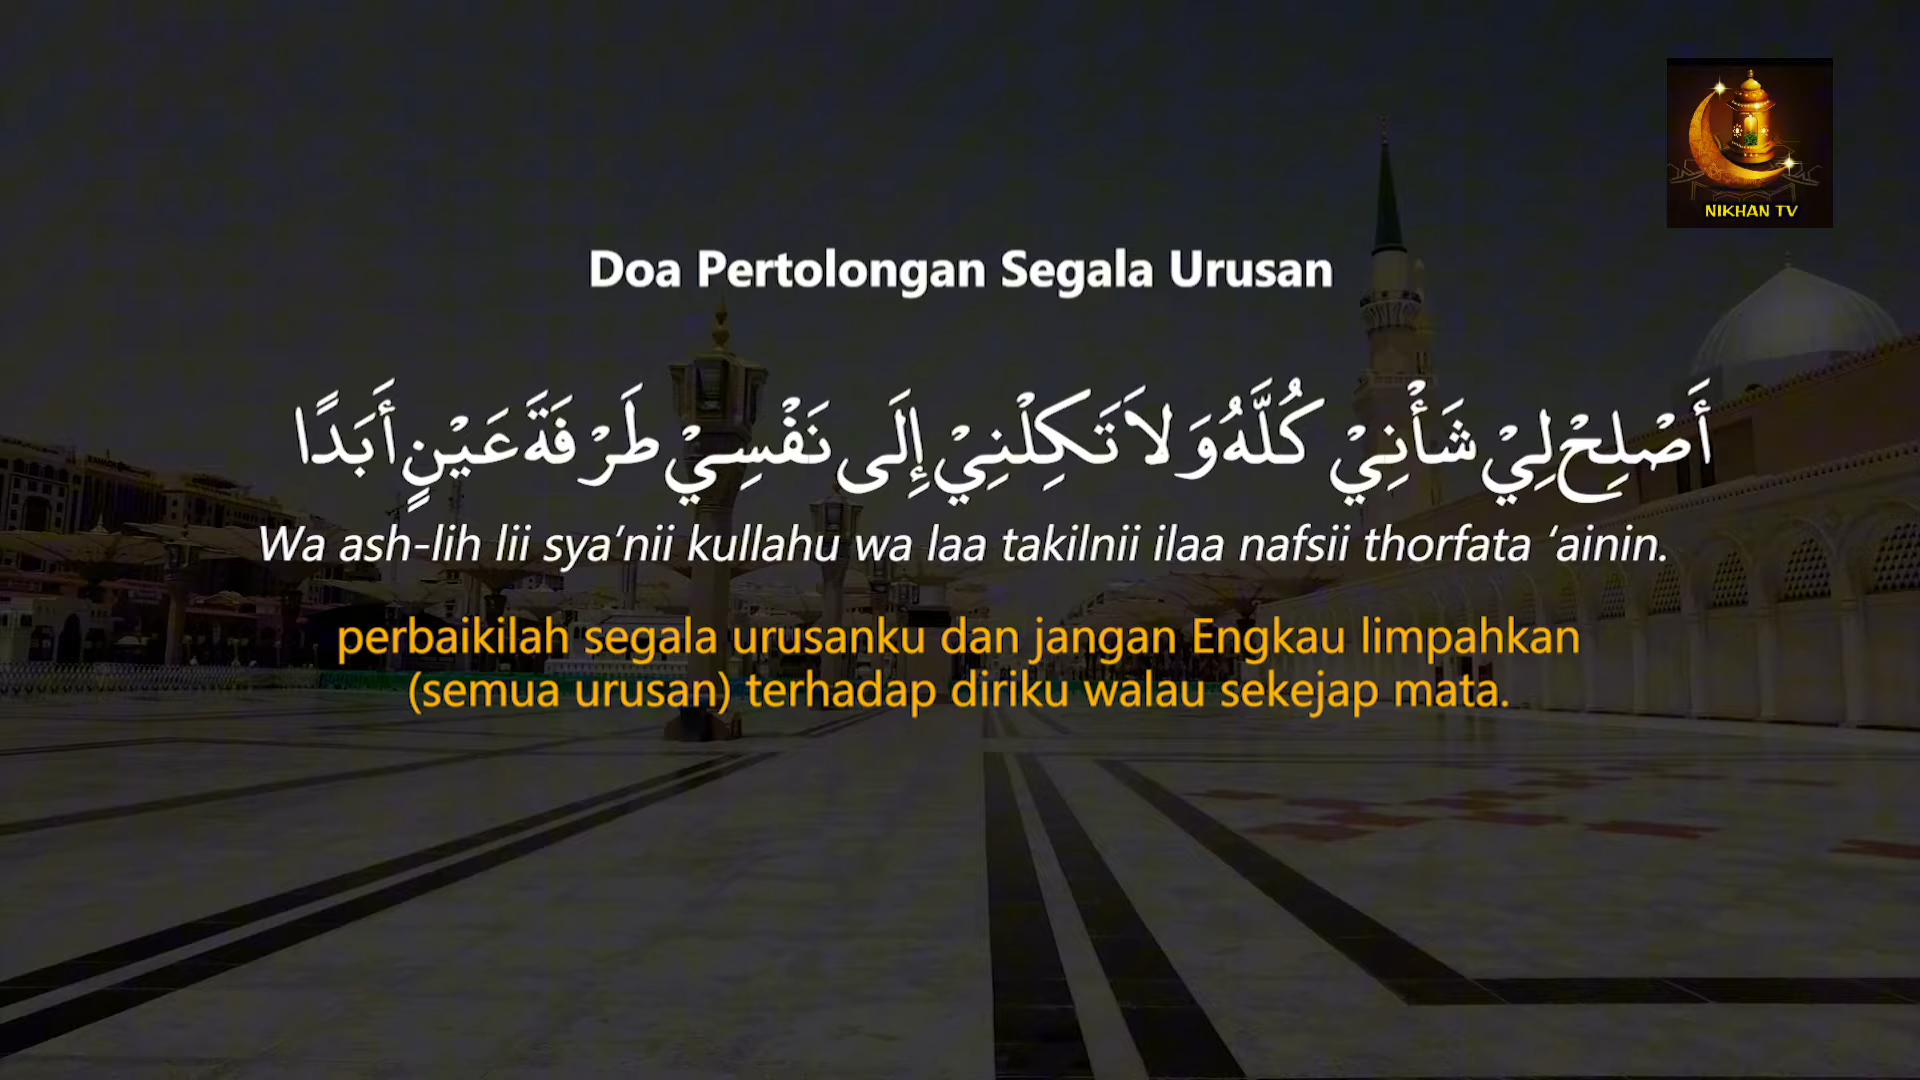 NIKHAN TV
Doa Pertolongan Segala Urusan
أَصْلِحْ لِيْ شَأْنِيْ كُلَّهُ وَلاَ تَكِلْنِيْ إِلَى نَفْسِيْ طَرْفَةَ عَيْنٍ أَبَدًا
Wa ash-lih lii sya’nii kullahu wa laa takilnii ilaa nafsii thorfata ‘ainin.
perbaikilah segala urusanku dan jangan Engkau limpahkan
(semua urusan) terhadap diriku walau sekejap mata.